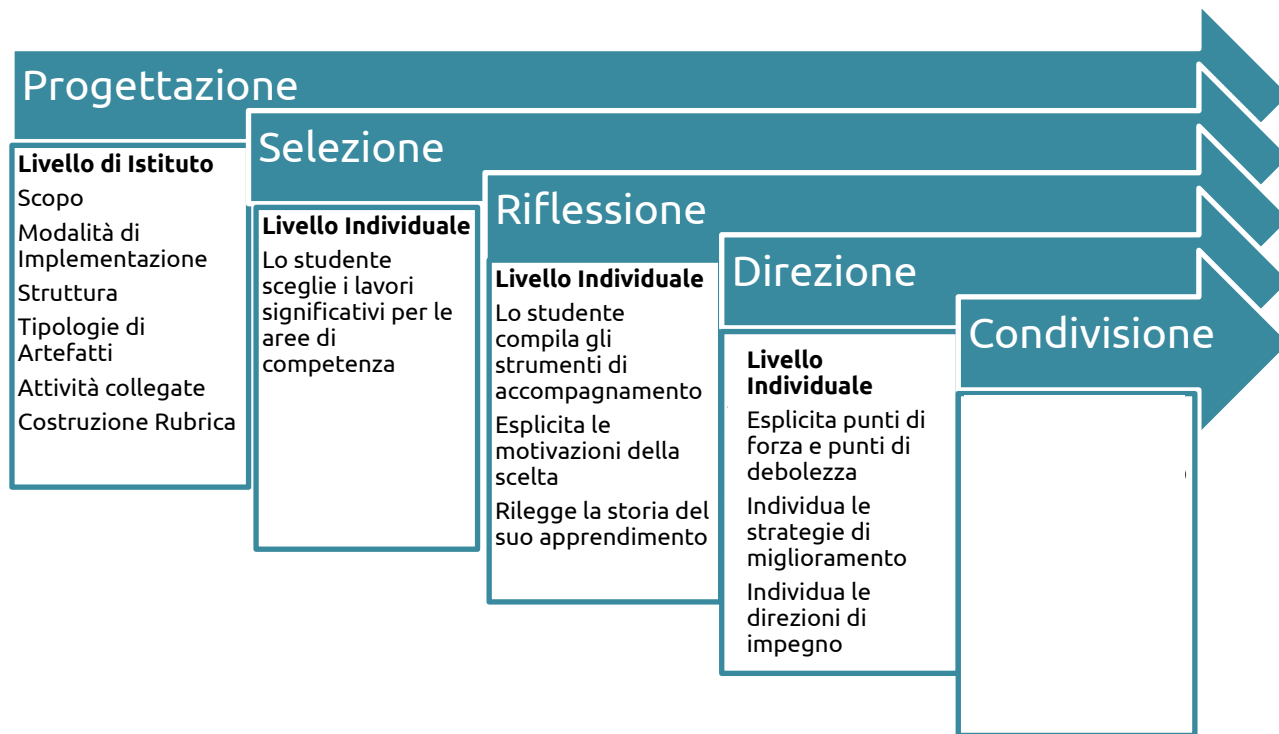 Progettazione
Livello di Istituto
Scopo
Modalità di
Implementazione
Struttura
Tipologie di
Artefatti
Attività collegate
Costruzione Rubrica
Selezione
Livello Individuale
Lo studente
sceglie i lavori
significativi per le
aree di
competenza
Riflessione
Livello Individuale
Lo studente
compila gli
strumenti di
accompagnamento
Esplicita le
motivazioni della
scelta
Rilegge la storia del
suo apprendimento
Direzione
Livello
Individuale
Esplicita punti di
forza e punti di
debolezza
Individua le
strategie di
miglioramento
Individua le
direzioni di
impegno
Condivisione